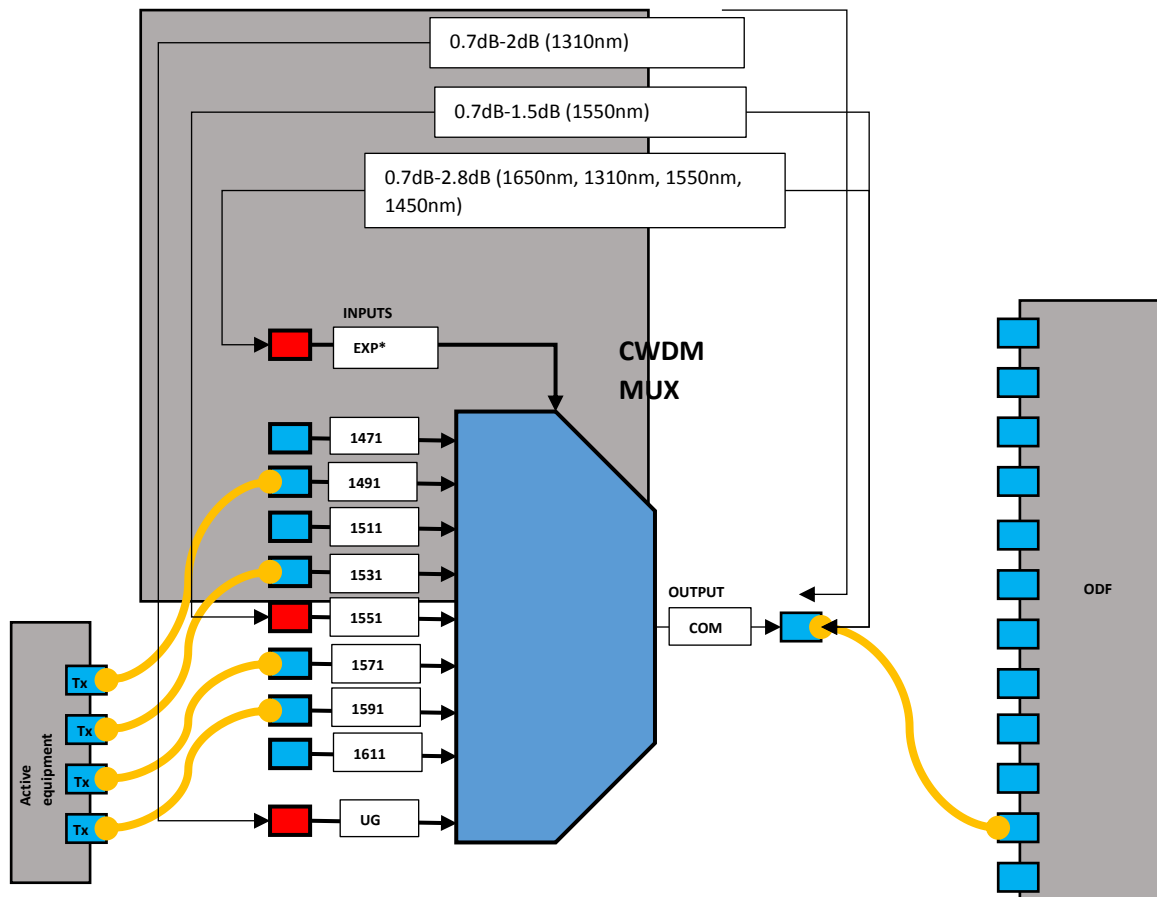 0.7dB-2dB (1310nm)
0.7dB-1.5dB (1550nm)
0.7dB-2.8dB (1650nm, 1310nm, 1550nm,
1450nm)
INPUTS
EXP*
CWDM
MUX
1471
1491
1511
1531
1551
1571
1591
1611
UG
OUTPUT
COM
Tx
Tx
Tx
Tx
Active
equipment
ODF